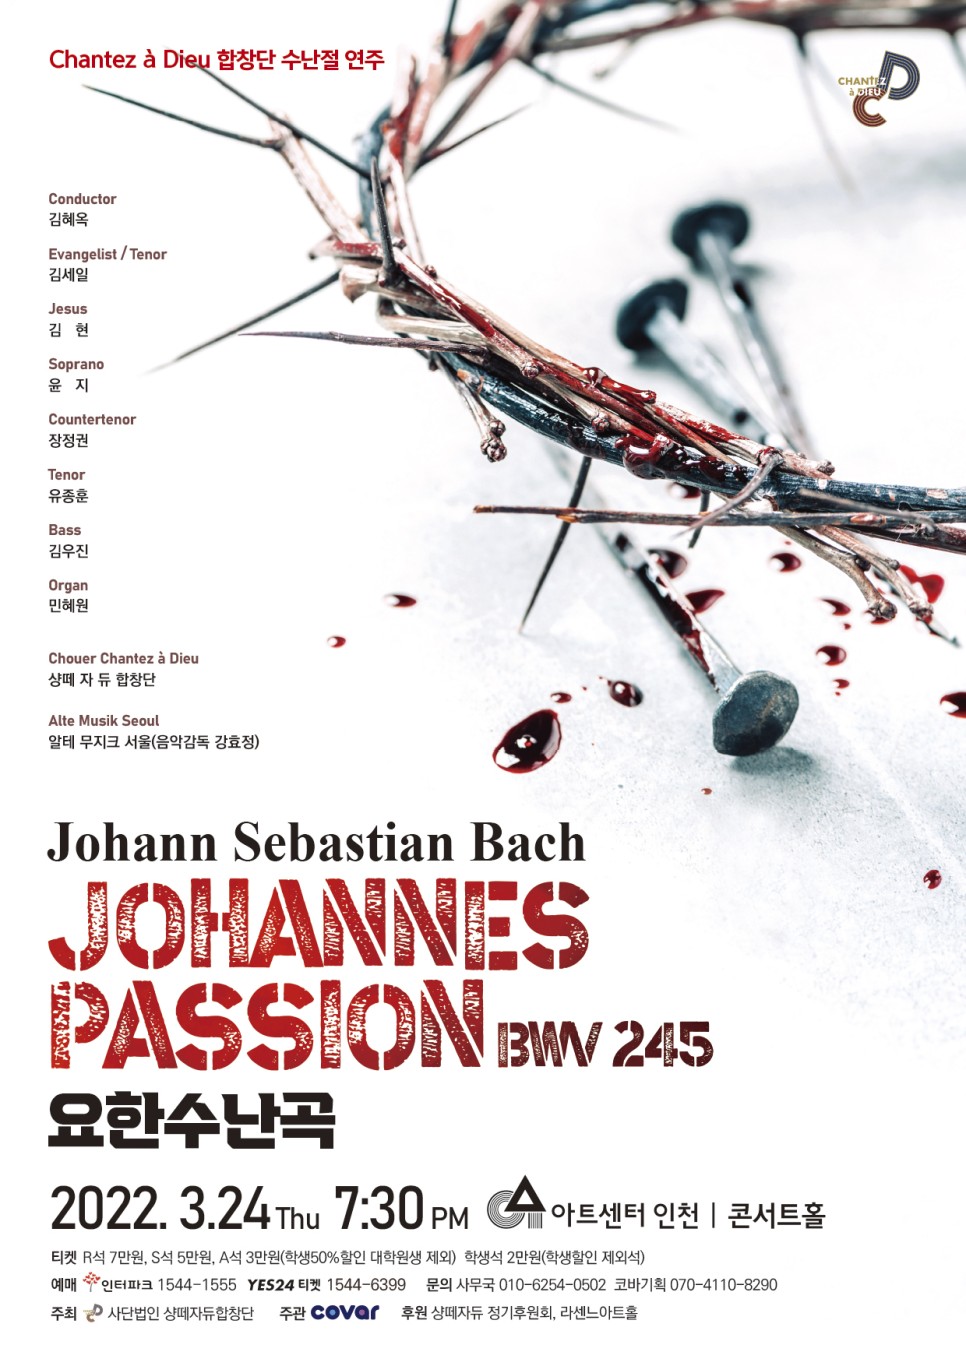 Chantez à Dieu 합창단 수난절 연주
CHANTEZ
à DIEU
Conductor
김혜옥
Evangelist / Tenor
김세일
Jesus
김 현
Soprano
윤 지
Countertenor
장정권
Tenor
유종훈
Bass
김우진
Organ
민혜원
Chouer Chantez à Dieu
샹떼 자 듀 합창단
Alte Musik Seoul
알테 무지크 서울(음악감독 강효정)
Johann Sebastian Bach
JOHANNES
PASSION BWV 245
요한수난곡
2022. 3.24 Thu 7:30 PM 아트센터 인천 | 콘서트홀
티켓 R석 7만원, S석 5만원, A석 3만원(학생50%할인 대학원생 제외) 학생석 2만원(학생할인 제외석)
예매 인터파크 1544-1555 YES24 티켓 1544-6399 문의 사무국 010-6254-0502 코바기획 070-4110-8290
주최 사단법인 샹떼자듀합창단 주관 covar 후원 샹떼자듀 정기후원회, 라센느아트홀